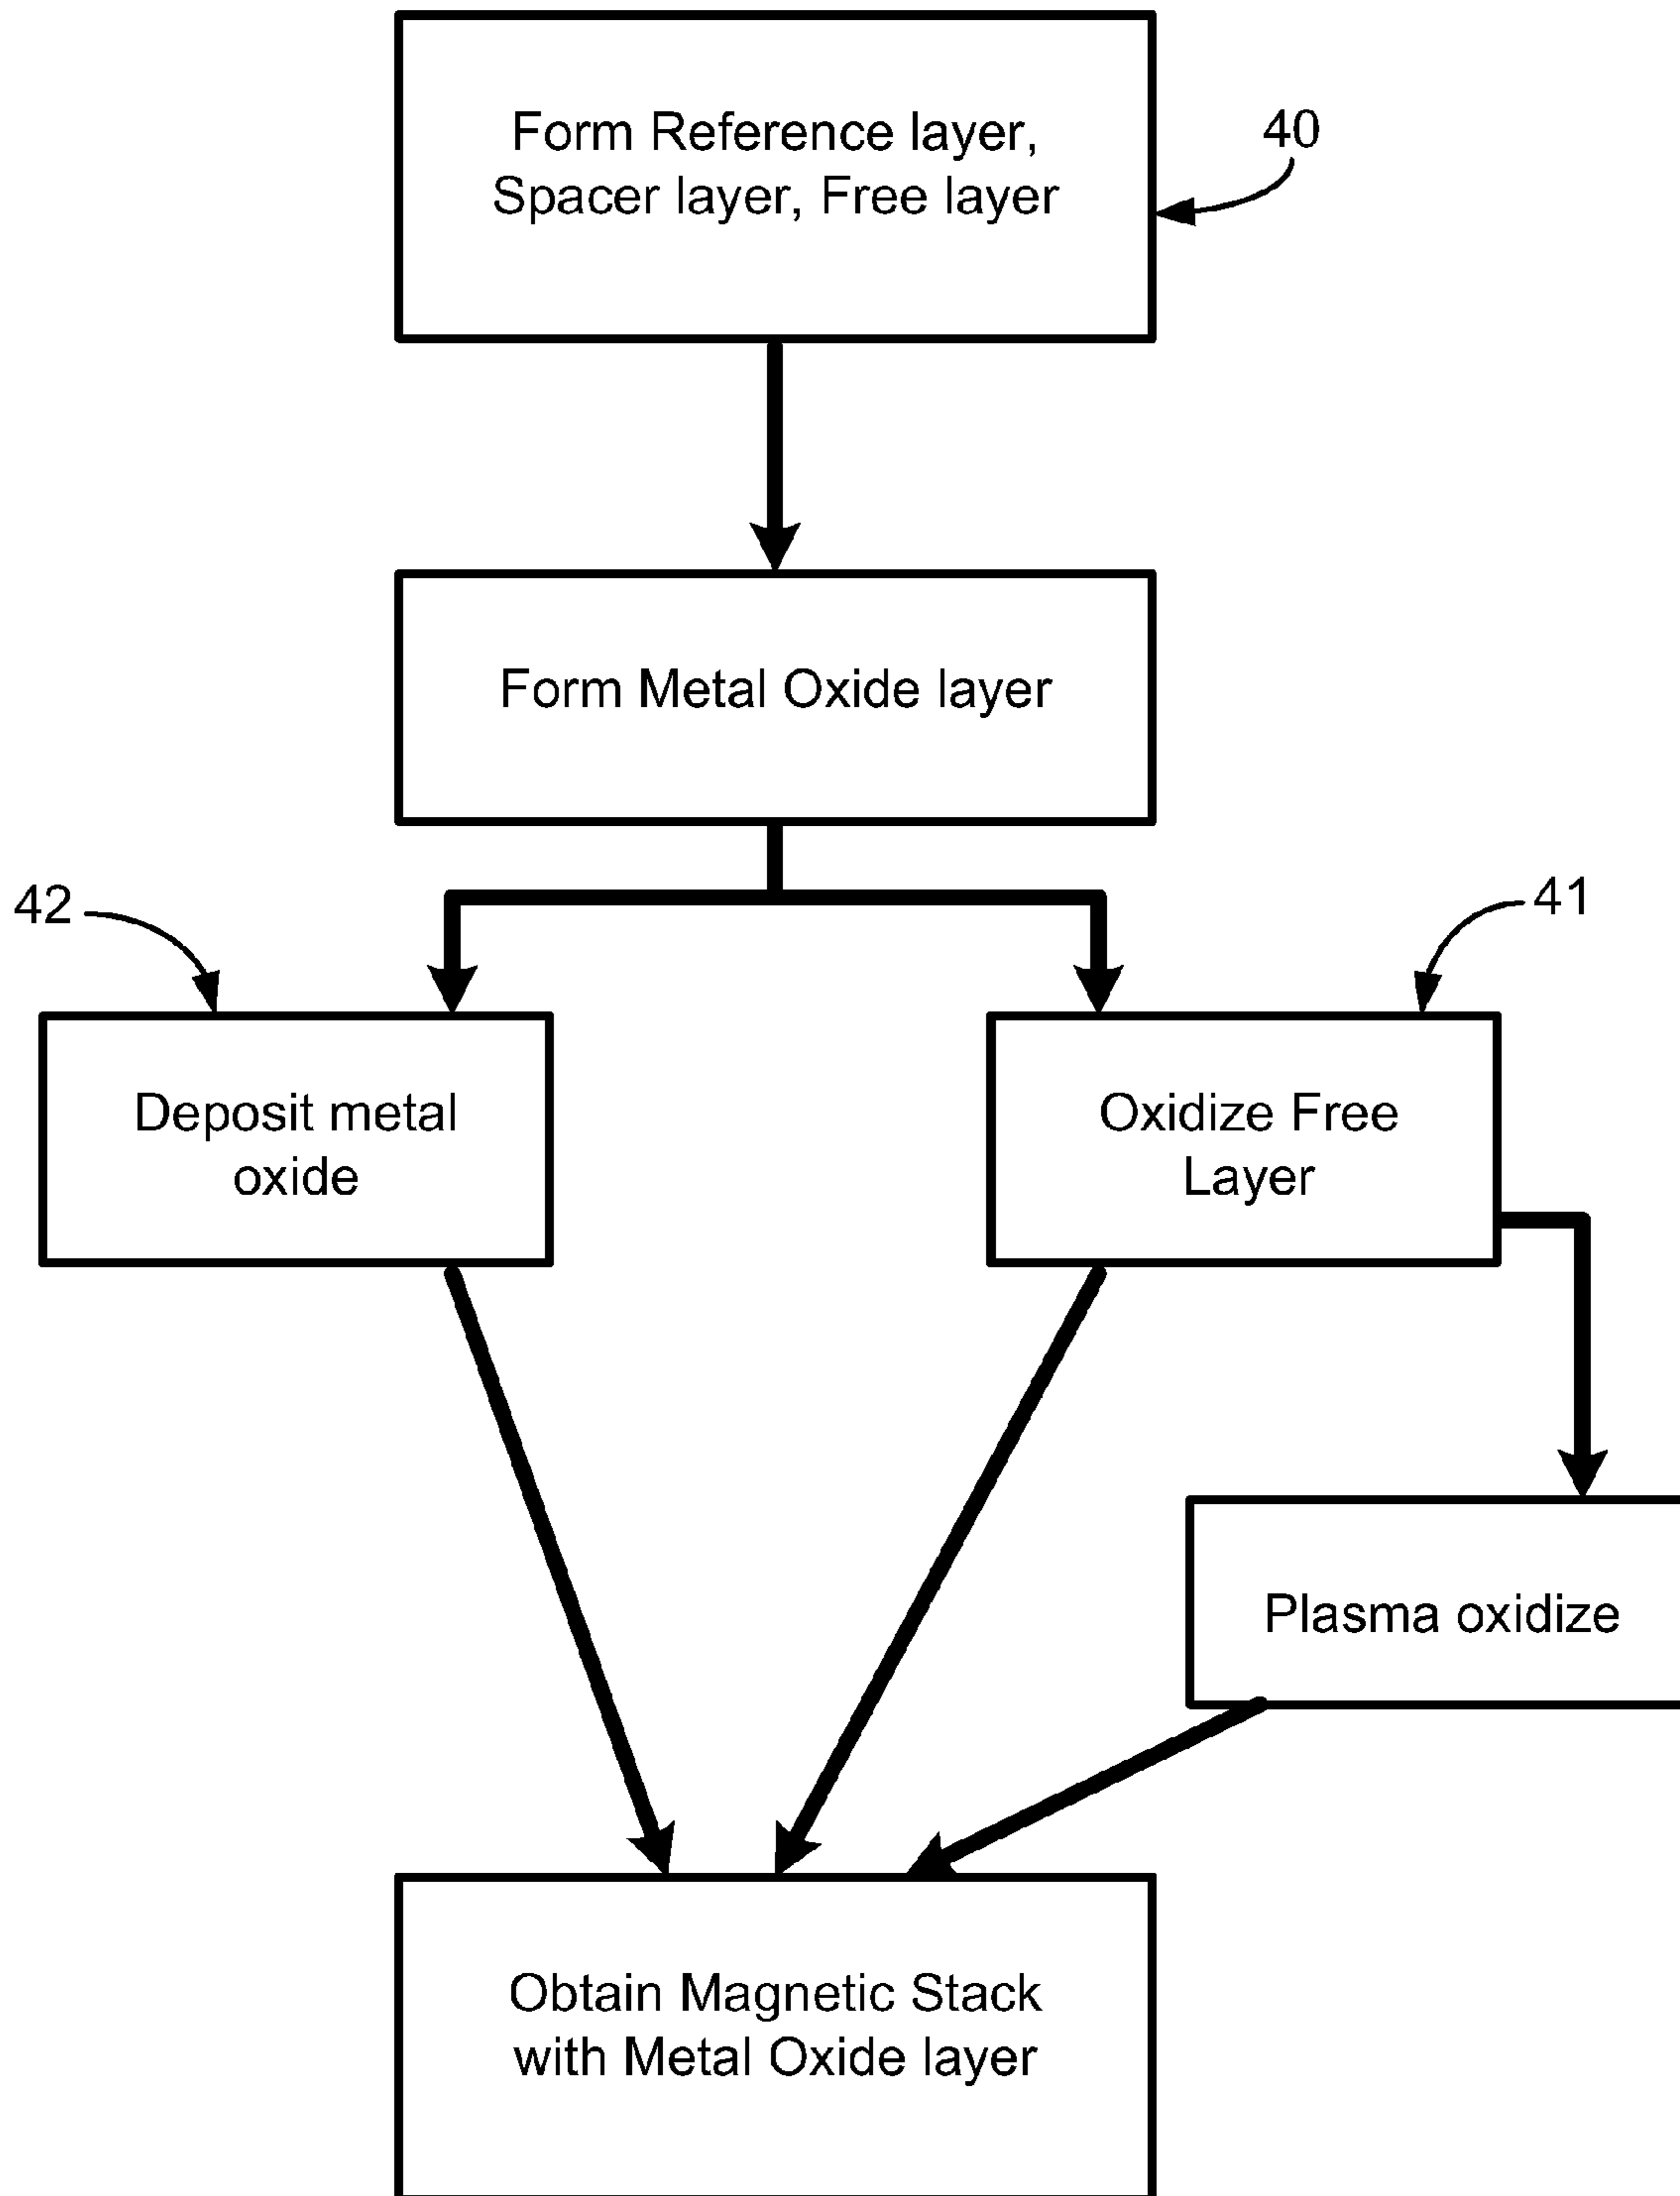 Form Reference layer,
Spacer layer, Free layer
40
Form Metal Oxide layer
42
41
Deposit metal
oxide
Oxidize Free
Layer
Plasma oxidize
Obtain Magnetic Stack
with Metal Oxide layer